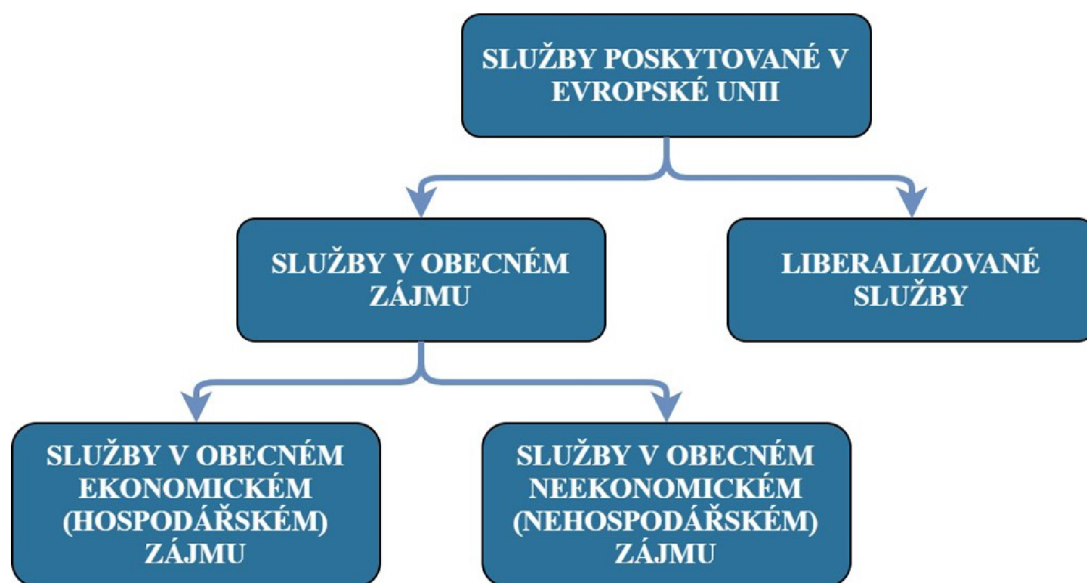 SLUŽBY POSKYTOVANÉ V
EVROPSKÉ UNII
SLUŽBY V OBECNÉM
ZÁJMU
LIBERALIZOVANÉ
SLUŽBY
SLUŽBY V OBECNÉM
EKONOMICKÉM
(HOSPODÁŘSKÉM)
ZÁJMU
SLUŽBY V OBECNÉM
NEEKONOMICKÉM
(NEHOSPODÁŘSKÉM)
ZÁJMU